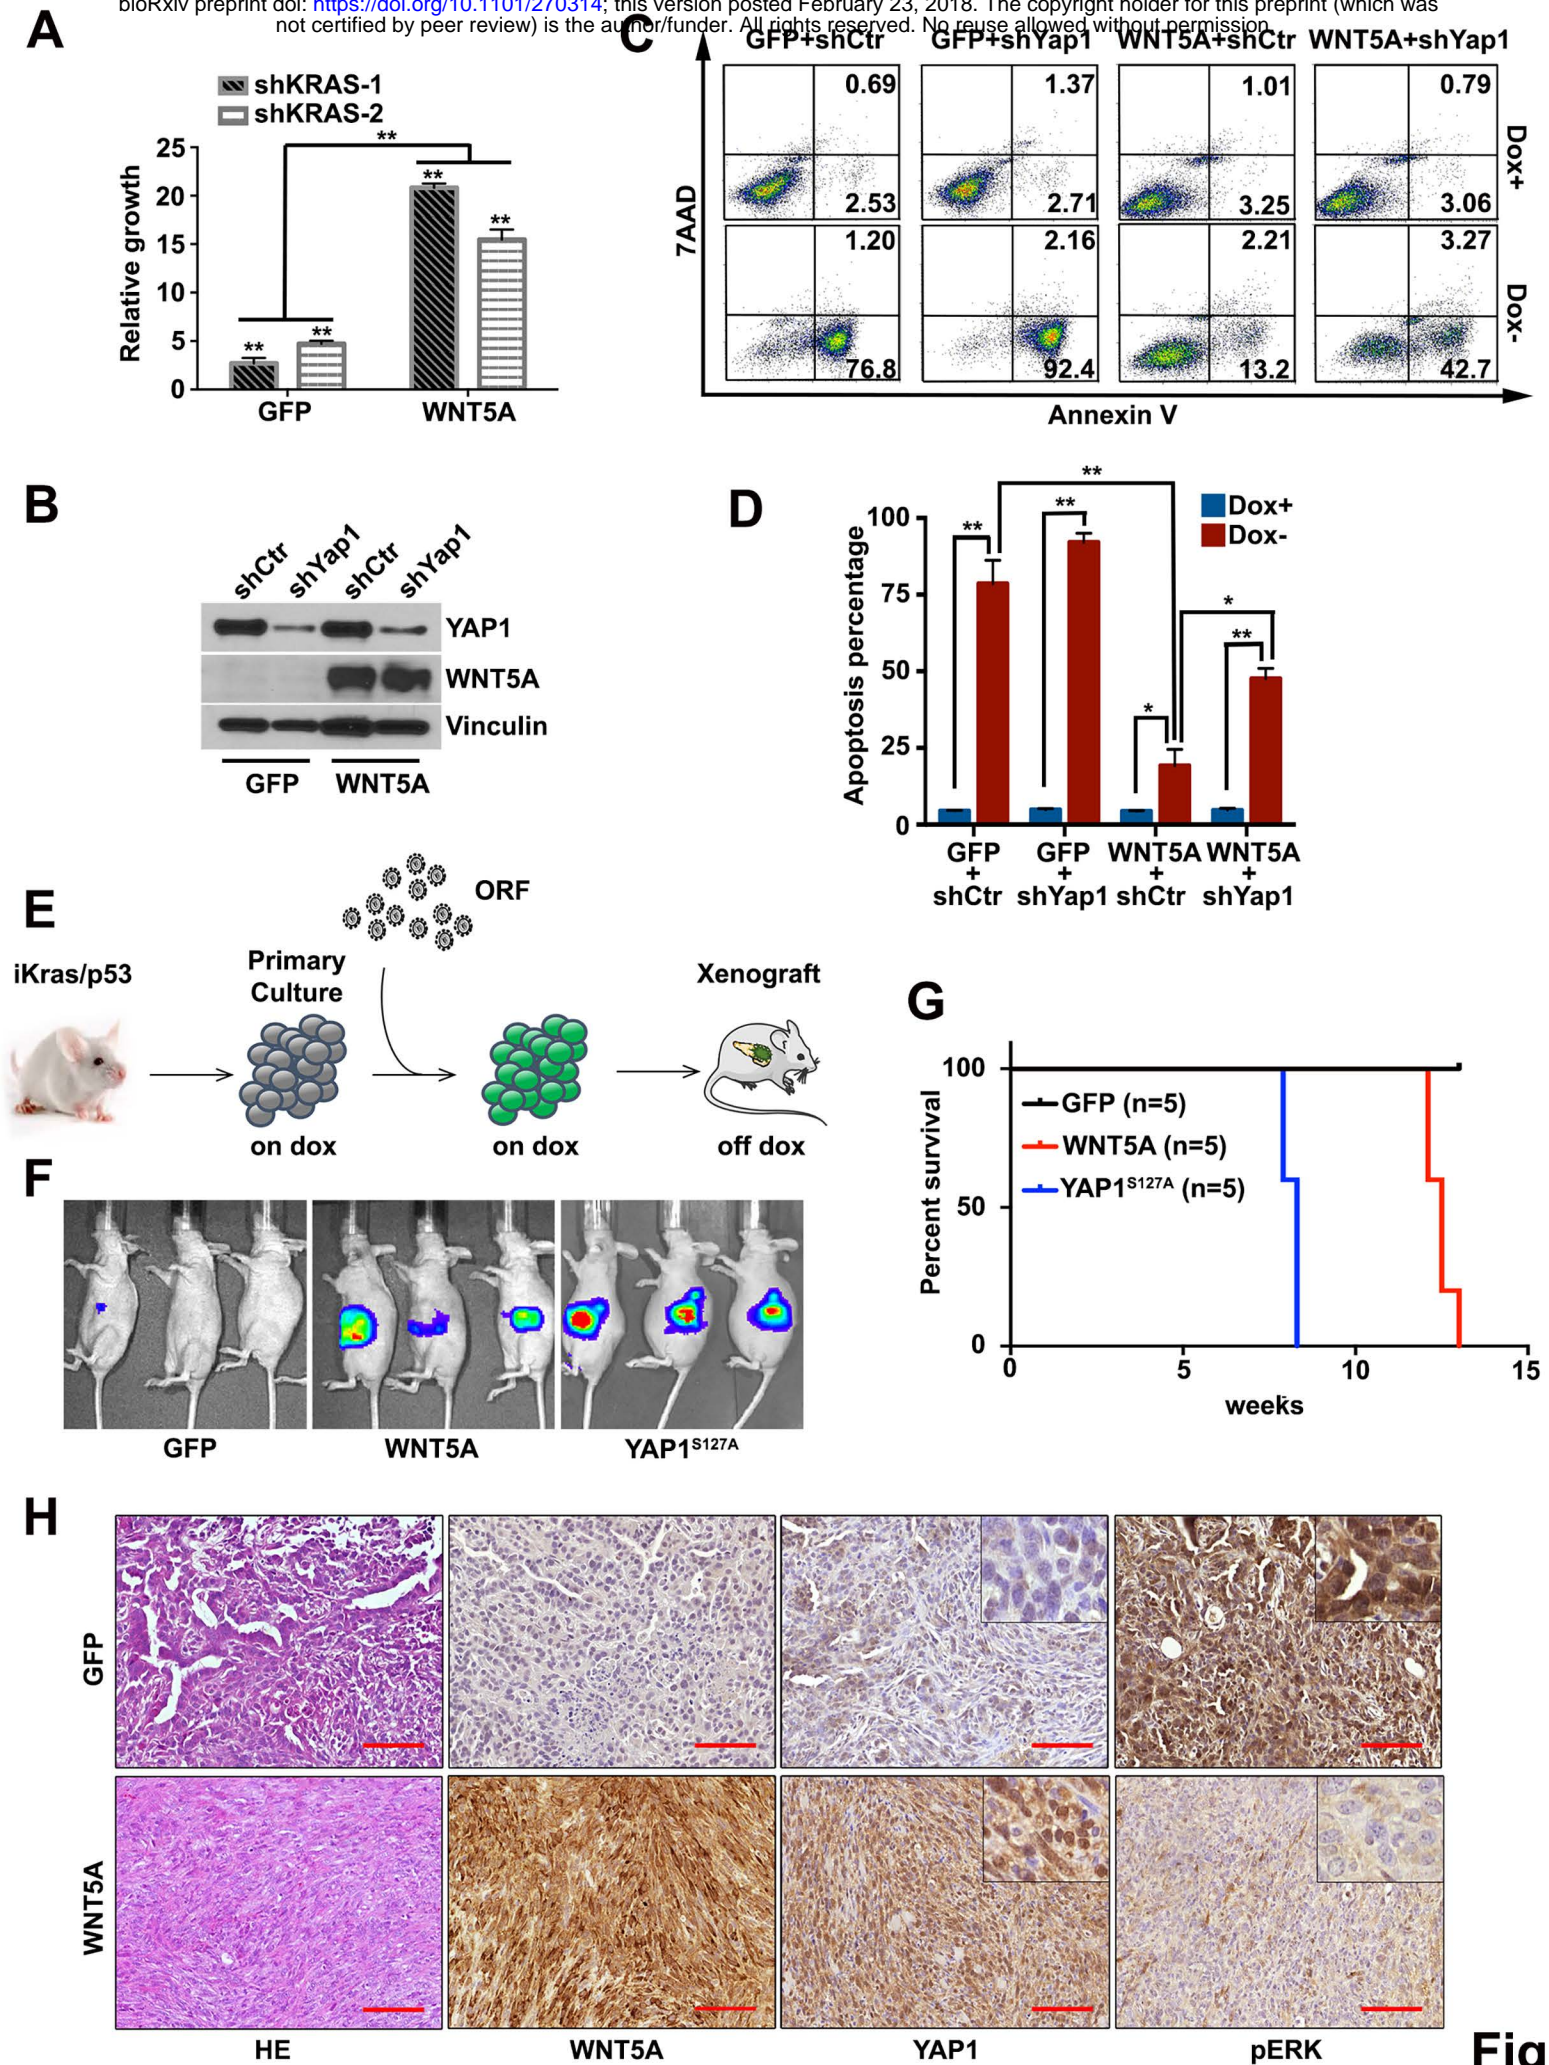 bioRxiv preprint doi: https://doi.org/10.1101/270314; this version posted February 23, 2018. The copyright holder for this preprint (which was
not certified by peer review) is the author/funder. All rights reserved. No reuse allowed without permission.
A
shKRAS-1
shKRAS-2
**
25
20
15
10
5
0
Relative growth
**
**
**
**
GFP
WNT5A
B
shCtr
shYap1
shCtr
shYap1
YAP1
WNT5A
Vinculin
GFP
WNT5A
C
GFP+shCtr
GFP+shYap1
WNT5A+shCtr
WNT5A+shYap1
0.69
1.37
1.01
0.79
2.53
2.71
3.25
3.06
Dox+
1.20
2.16
2.21
3.27
76.8
92.4
13.2
42.7
Dox-
7AAD
Annexin V
D
Dox+
Dox-
100
75
50
25
0
Apoptosis percentage
**
**
**
*
*
**
GFP
+
shCtr
GFP
+
shYap1
WNT5A
+
shCtr
WNT5A
+
shYap1
E
iKras/p53
Primary
Culture
ORF
Xenograft
on dox
on dox
off dox
F
GFP
WNT5A
YAP1S127A
G
100
50
0
Percent survival
GFP (n=5)
WNT5A (n=5)
YAP1S127A (n=5)
0
5
10
15
weeks
H
GFP
WNT5A
HE
WNT5A
YAP1
pERK
Fig